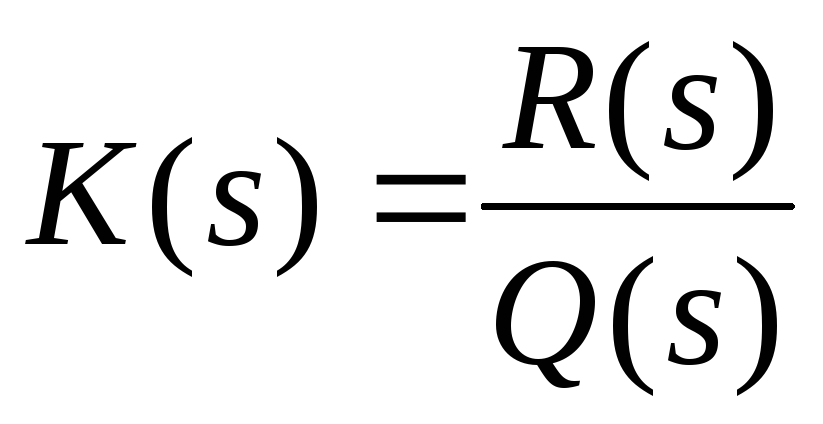 K(s) = R(s)/Q(s)